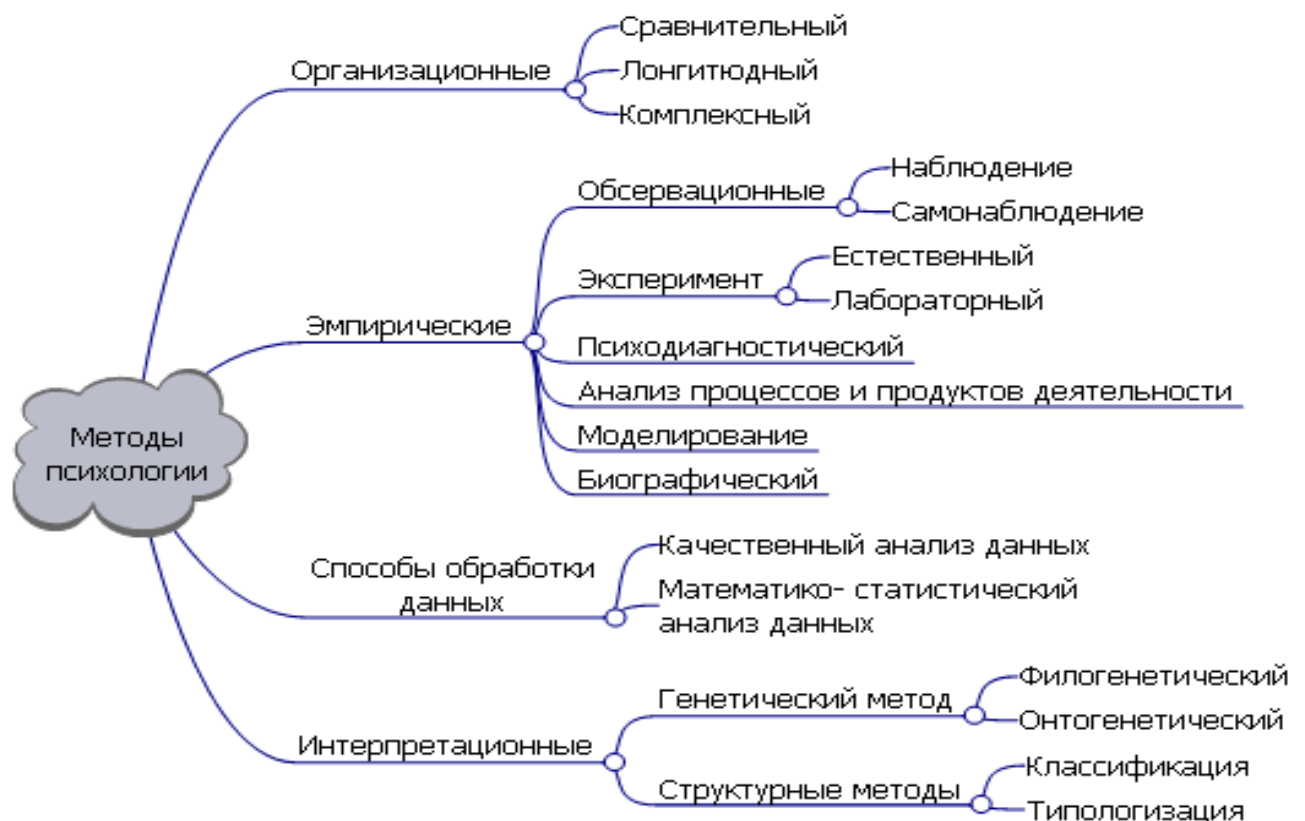 Методы
психологии
Организационные
Сравнительный
Лонгитюдный
Комплексный
Эмпирические
Обсервационные
Наблюдение
Самонаблюдение
Эксперимент
Естественный
Лабораторный
Психодиагностический
Анализ процессов и продуктов деятельности
Моделирование
Биографический
Способы обработки
данных
Качественный анализ данных
Математико- статистический
анализ данных
Интерпретационные
Генетический метод
Филогенетический
Онтогенетический
Структурные методы
Классификация
Типологизация